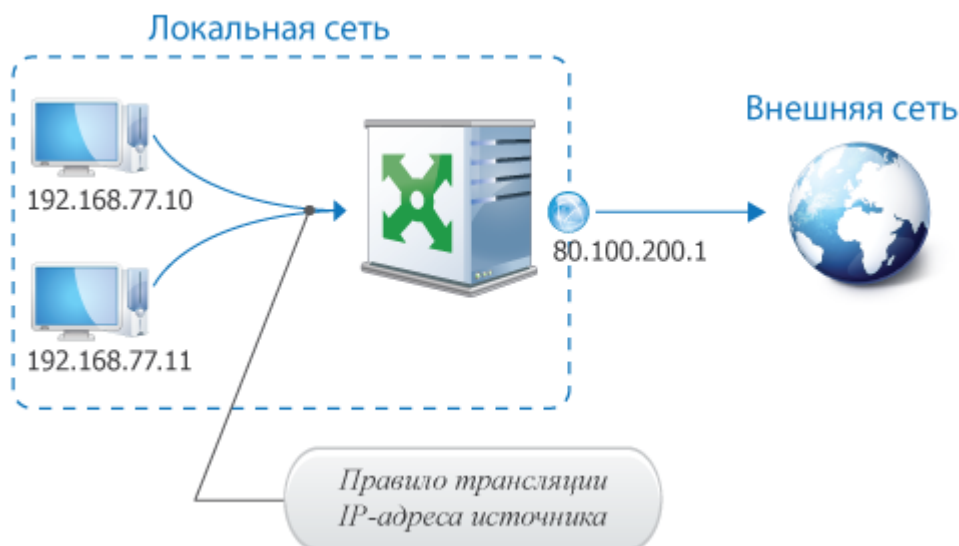 Локальная сеть
Внешняя сеть
192.168.77.10
80.100.200.1
192.168.77.11
Правило трансляции
IP-адреса источника